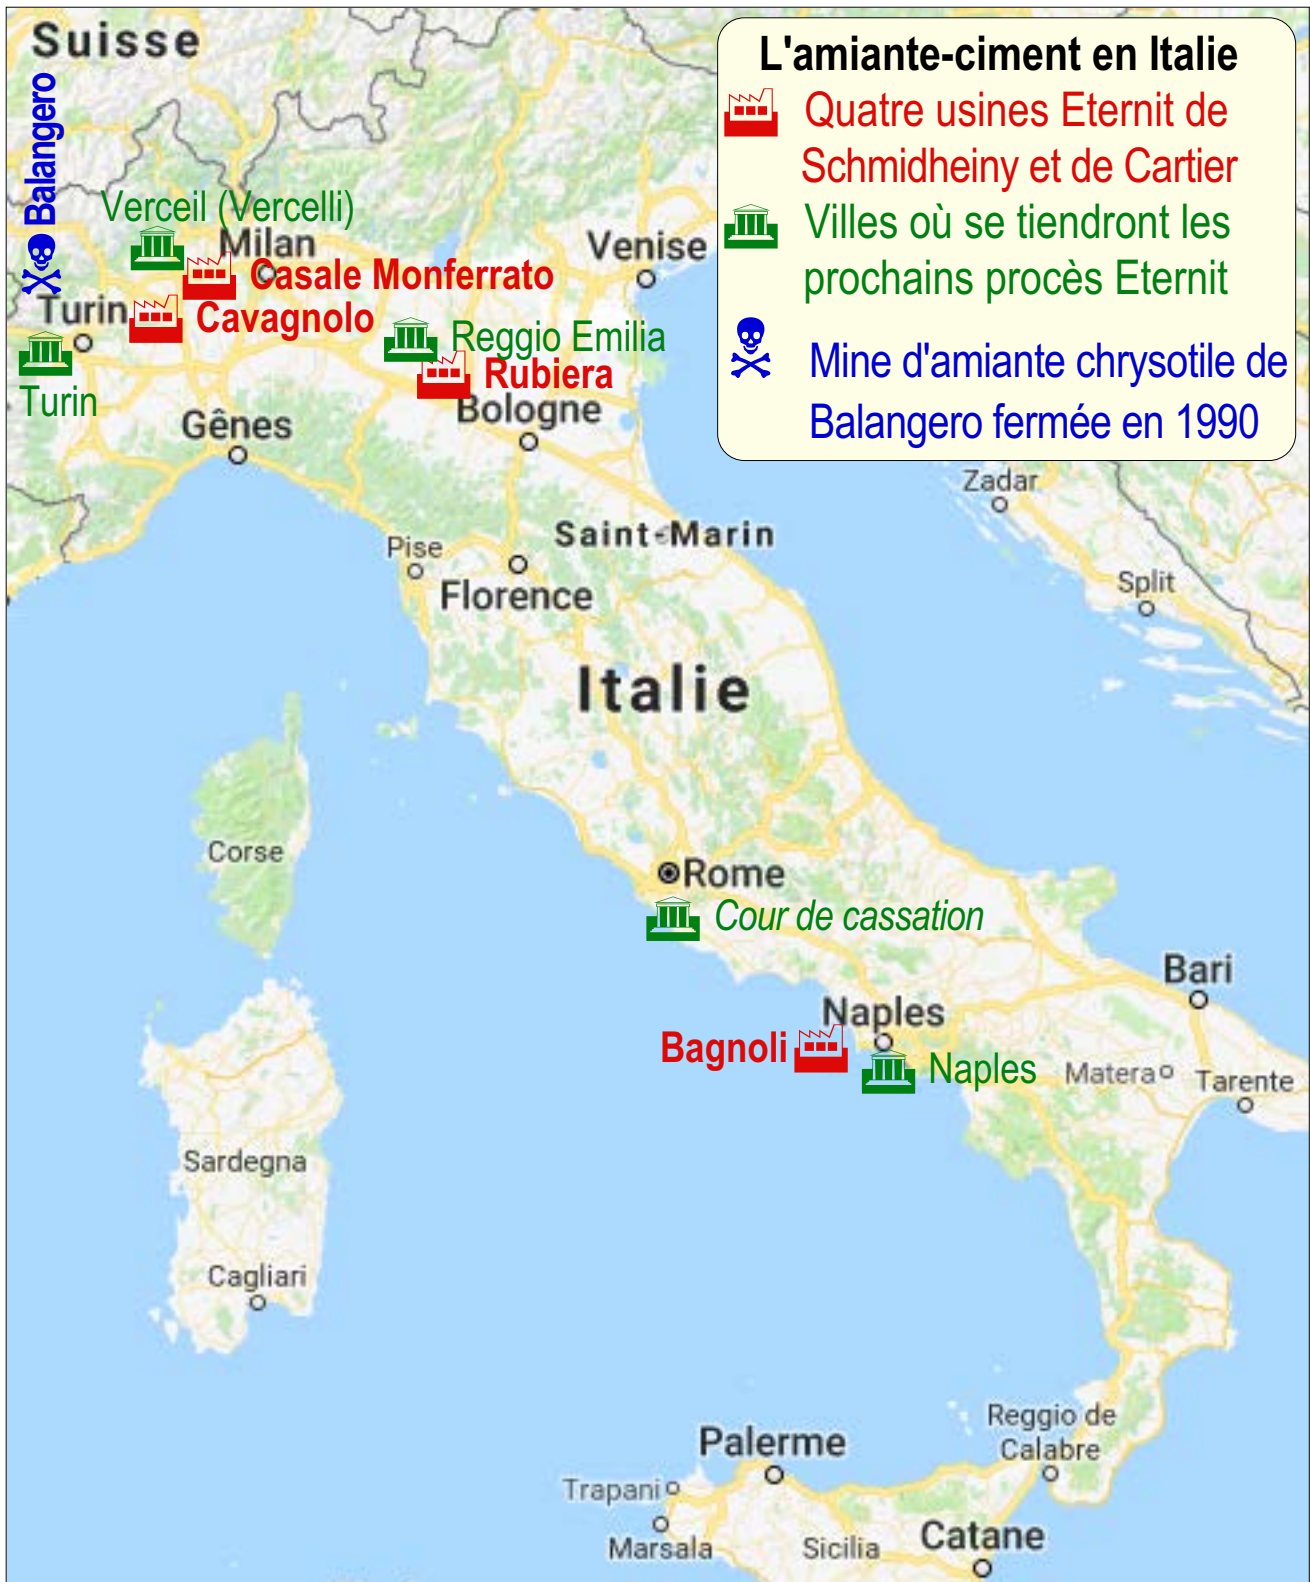 Suisse
L'amiante-ciment en Italie
Quatre usines Eternit de
Schmidheiny et de Cartier
Villes où se tiendront les
prochains procès Eternit
Mine d'amiante chrysotile de
Balangero fermée en 1990
Balangero
Verceil (Vercelli)
Milan
Venise
Casale Monferrato
Turin
Cavagnolo
Reggio Emilia
Rubiera
Turin
Bologne
Gênes
Zadar
Saint-Marin
Pise
Split
Florence
Italie
Corse
Rome
Cour de cassation
Bari
Naples
Bagnoli
Naples
Matera
Tarente
Sardegna
Cagliari
Reggio de
Calabre
Palerme
Trapani
Marsala
Sicilia
Catane